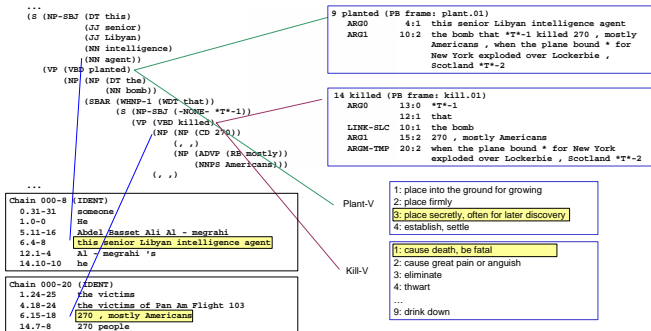 ...
(S (NP-SBJ (DT this)
(JJ senior)
(JJ Libyan)
(NN intelligence)
(NN agent))
(VP (VBD planted)
(NP (NP (DT the)
(NN bomb))
(SBAR (WHNP-1 (WDT that))
(S (NP-SBJ (-NONE- *T*-1))
(VP (VBD killed)
(NP (NP (CD 270))
(, ,)
(NP (ADVP (RB mostly))
(NNPS Americans)))
(, ,)
...
9 planted (PB frame: plant.01)
ARG0 4:1 this senior Libyan intelligence agent
ARG1 10:2 the bomb that *T*-1 killed 270 , mostly
Americans , when the plane bound * for
New York exploded over Lockerbie ,
Scotland *T*-2
14 killed (PB frame: kill.01)
ARG0 13:0 *T*-1
12:1 that
LINK-SLC 10:1 the bomb
ARG1 15:2 270 , mostly Americans
ARGM-TMP 20:2 when the plane bound * for New York
exploded over Lockerbie , Scotland *T*-2
Chain 000-8 (IDENT)
0.31-31 someone
1.0-0 He
5.11-16 Abdel Basset Ali Al - megrahi
6.4-8 this senior Libyan intelligence agent
12.1-4 Al - megrahi 's
14.10-10 he
Chain 000-20 (IDENT)
1.24-25 the victims
4.18-24 the victims of Pan Am Flight 103
6.15-18 270 , mostly Americans
14.7-8 270 people
Plant-V
1: place into the ground for growing
2: place firmly
3: place secretly, often for later discovery
4: establish, settle
Kill-V
1: cause death, be fatal
2: cause great pain or anguish
3: eliminate
4: thwart
...
9: drink down